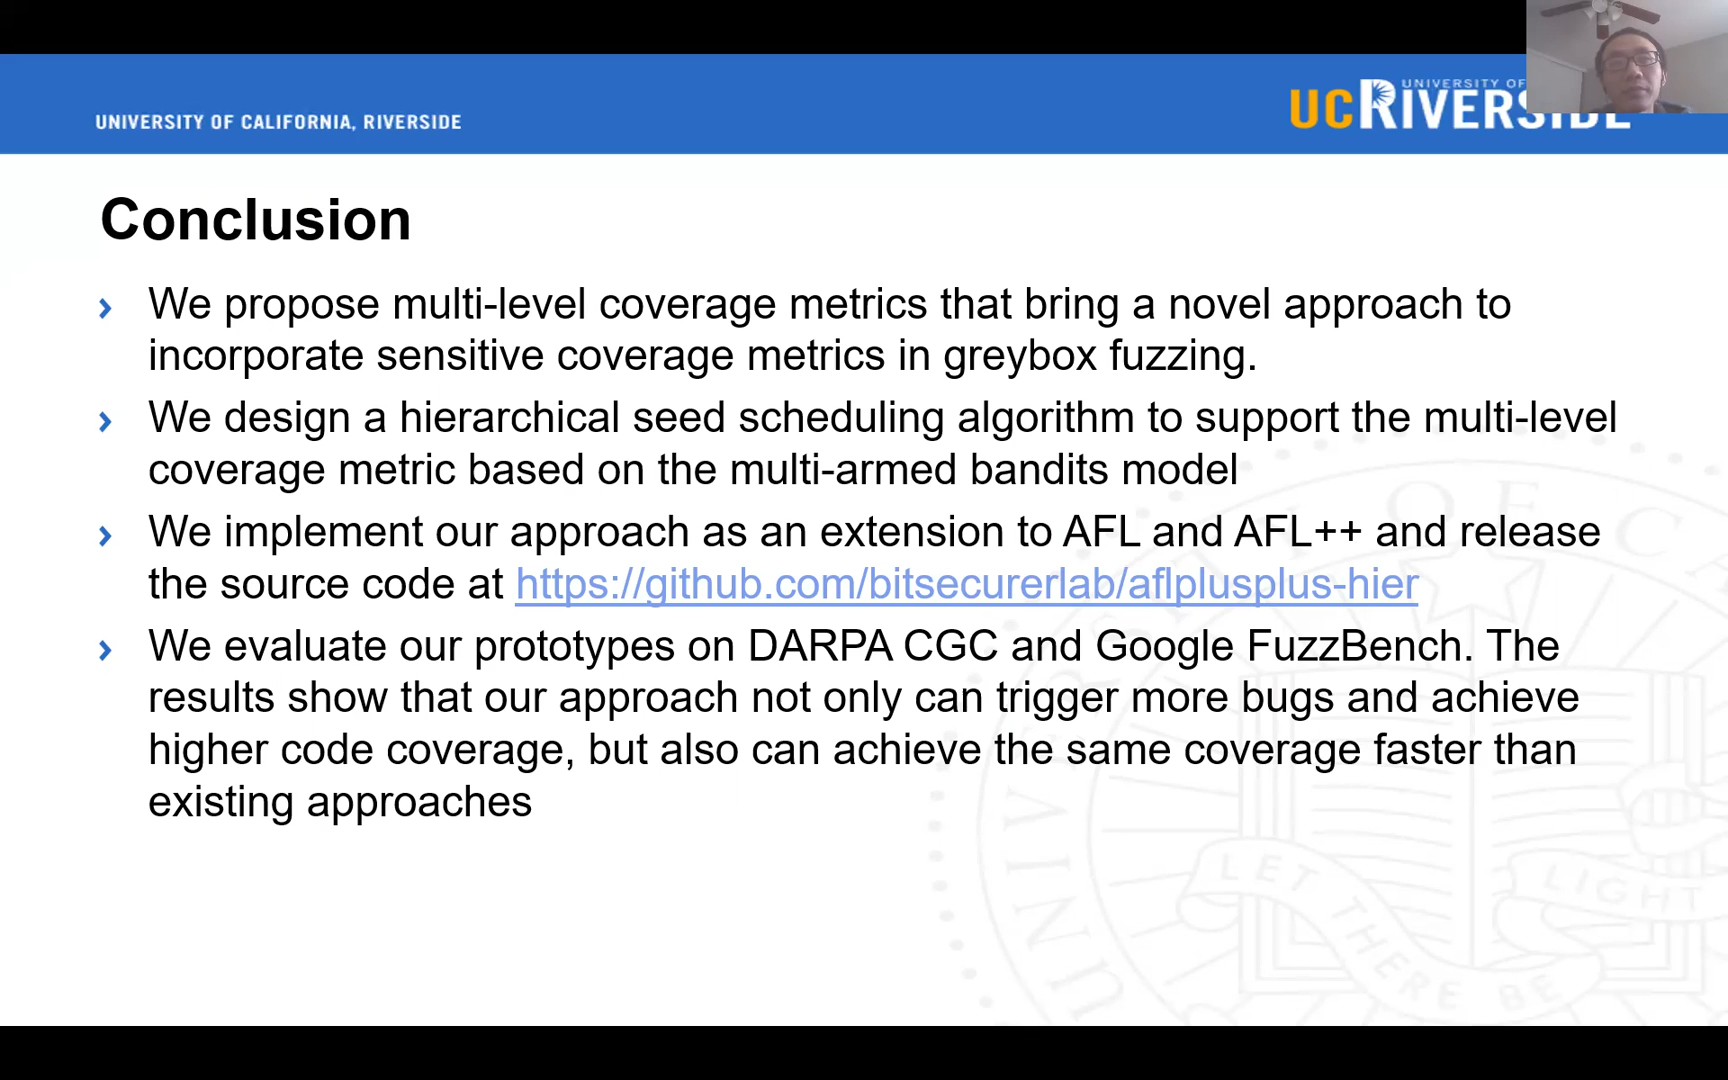 UNIVERSITY OF CALIFORNIA, RIVERSIDE
UNIVERSITY OF
UCRIVERSIDE
Conclusion
We propose multi-level coverage metrics that bring a novel approach to
incorporate sensitive coverage metrics in greybox fuzzing.
We design a hierarchical seed scheduling algorithm to support the multi-level
coverage metric based on the multi-armed bandits model
We implement our approach as an extension to AFL and AFL++ and release
the source code at https://github.com/bitsecurerlab/aflplusplus-hier
We evaluate our prototypes on DARPA CGC and Google FuzzBench. The
results show that our approach not only can trigger more bugs and achieve
higher code coverage, but also can achieve the same coverage faster than
existing approaches
LET THERE BE LIGHT